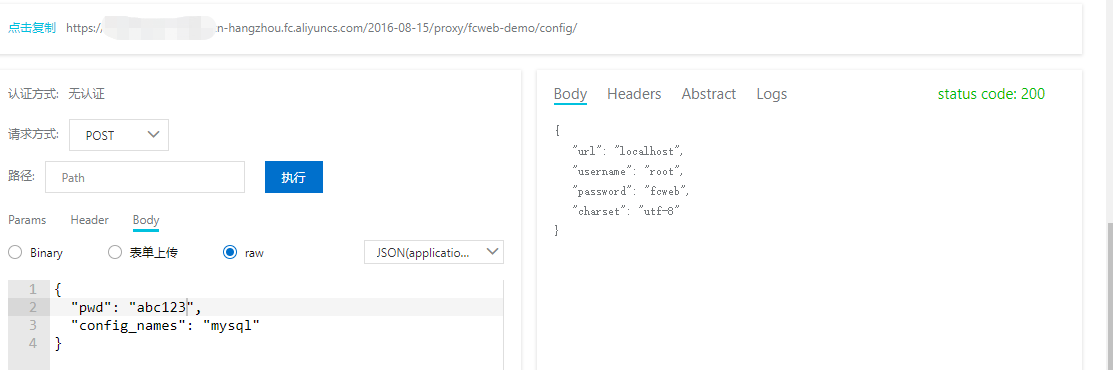 点击复制 https:// n-hangzhou.fc.aliyuncs.com/2016-08-15/proxy/fcweb-demo/config/
认证方式: 无认证
请求方式: POST
路径: Path 执行
Params Header Body
Binary 表单上传 raw JSON(applicatio...
1 {
2 "pwd": "abc123",
3 "config_names": "mysql"
4 }
Body Headers Abstract Logs status code: 200
{
"url": "localhost",
"username": "root",
"password": "fcweb",
"charset": "utf-8"
}